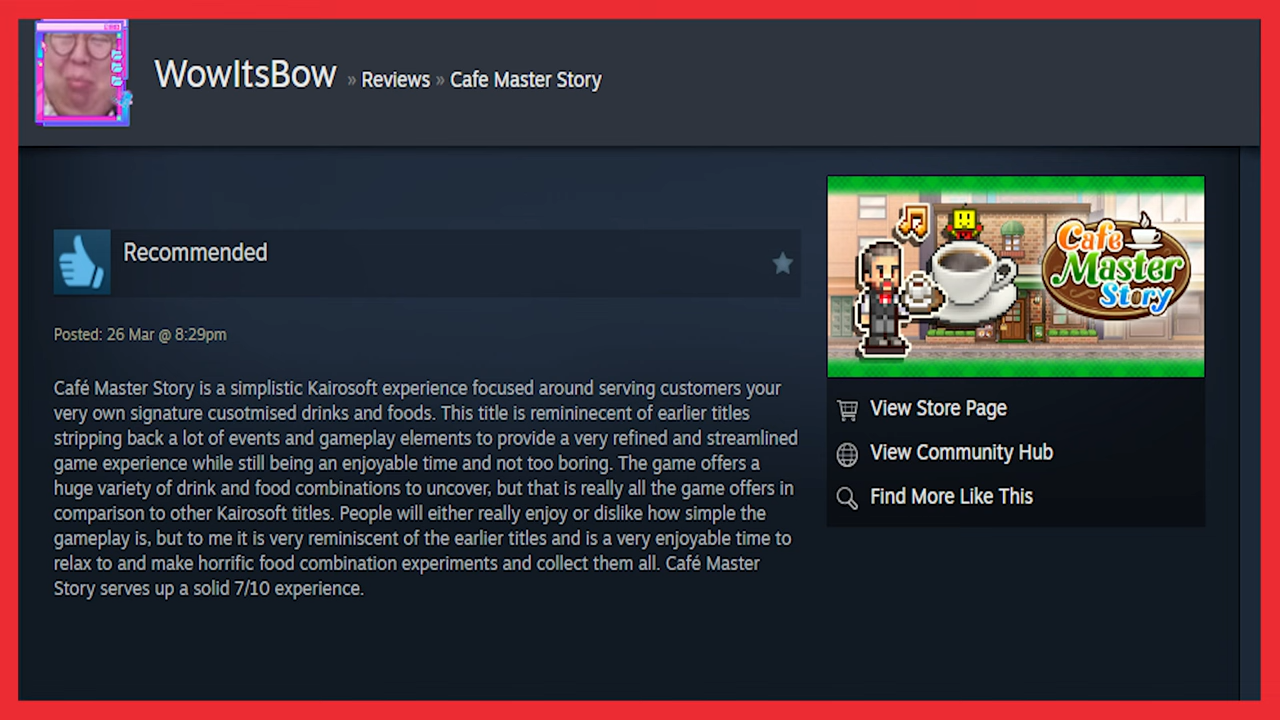 WowItsBow » Reviews » Cafe Master Story
Recommended
Posted: 26 Mar @ 8:29pm
Café Master Story is a simplistic Kairosoft experience focused around serving customers your
very own signature cusotmised drinks and foods. This title is remininecent of earlier titles
stripping back a lot of events and gameplay elements to provide a very refined and streamlined
game experience while still being an enjoyable time and not too boring. The game offers a
huge variety of drink and food combinations to uncover, but that is really all the game offers in
comparison to other Kairosoft titles. People will either really enjoy or dislike how simple the
gameplay is, but to me it is very reminiscent of the earlier titles and is a very enjoyable time to
relax to and make horrific food combination experiments and collect them all. Café Master
Story serves up a solid 7/10 experience.
Cafe
Master
Story
View Store Page
View Community Hub
Find More Like This